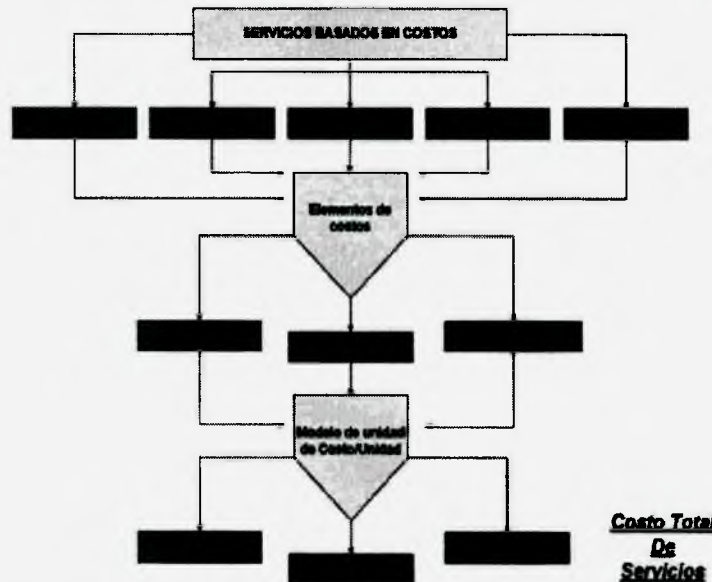 SERVICIOS BASADOS EN COSTOS
Elementos de
costos
Modelo de unidad
de Costo/Unidad
Costo Total
De
Servicios